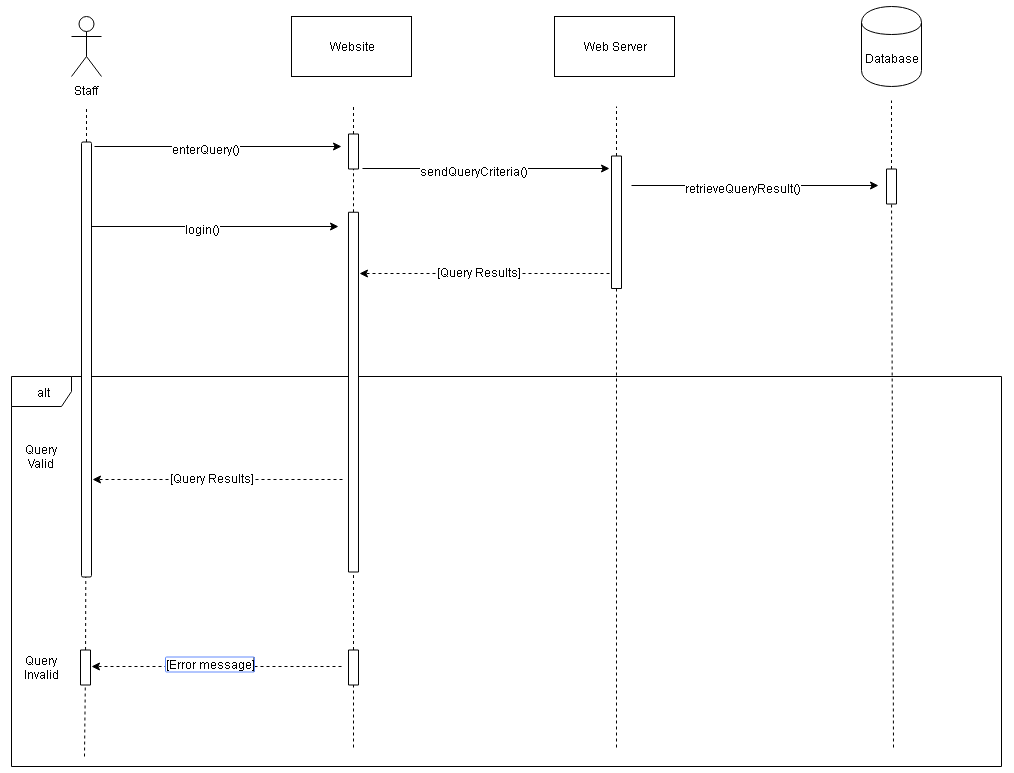 Website
Web Server
Database
Staff
enterQuery()
sendQueryCriteria()
retrieveQueryResult()
login()
[Query Results]
alt
Query
Valid
[Query Results]
Query
Invalid
[Error message]